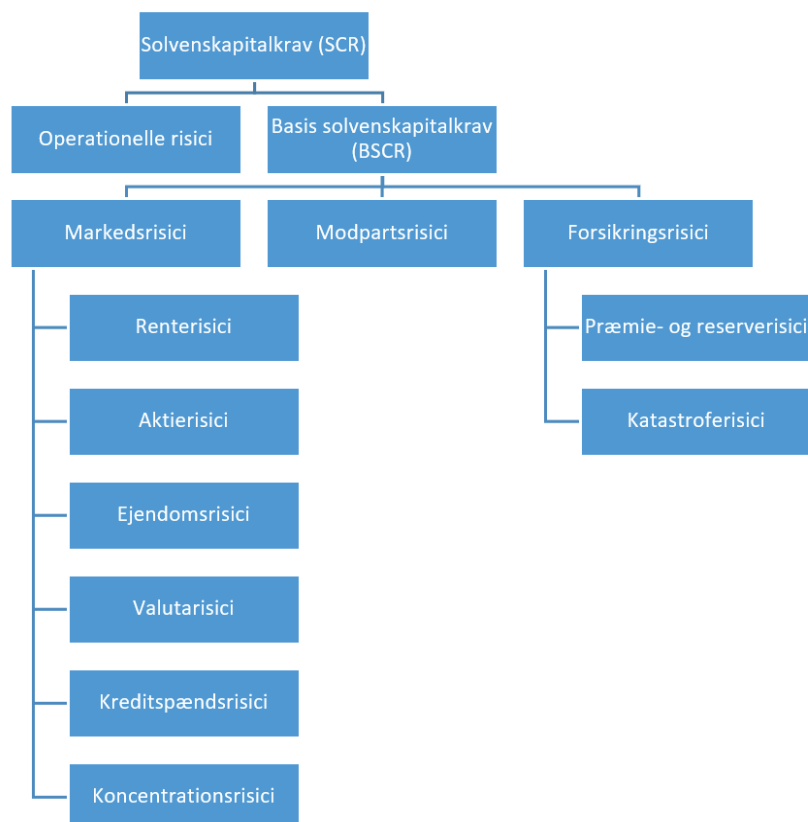 Solvenskapitalkrav (SCR)
Operationelle risici
Basis solvenskapitalkrav
(BSCR)
Markedsrisici
Modpartsrisici
Forsikringsrisici
Renterisici
Aktierisici
Ejendomsrisici
Valutarisici
Kreditspændsrisici
Koncentrationsrisici
Præmie- og reserverisici
Katastroferisici